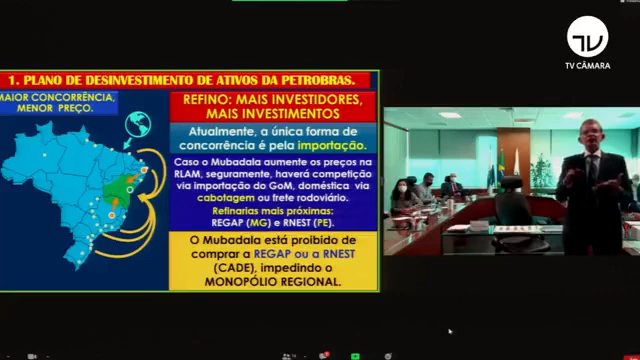 TV CÂMARA
1. PLANO DE DESINVESTIMENTO DE ATIVOS DA PETROBRAS.
MAIOR CONCORRÊNCIA,
MENOR PREÇO.
REFINO: MAIS INVESTIDORES,
MAIS INVESTIMENTOS
Atualmente, a única forma de
concorrência é pela importação.
Caso o Mubadala aumente os preços na
RLAM, seguramente, haverá competição
via importação do GoM, doméstica via
cabotagem ou frete rodoviário.
Refinarias mais próximas:
REGAP (MG) e RNEST (PE).
O Mubadala está proibido de
comprar a REGAP ou a RNEST
(CADE), impedindo o
MONOPÓLIO REGIONAL.